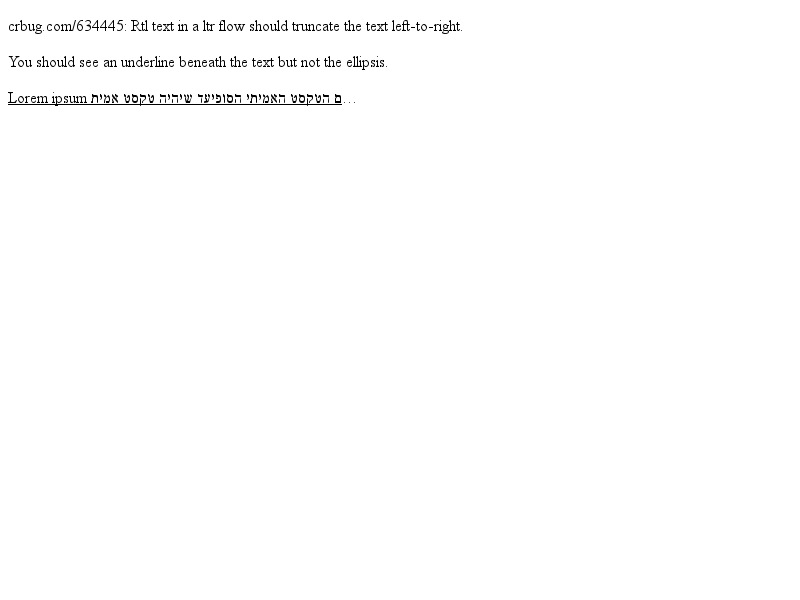 crbug.com/634445: Rtl text in a ltr flow should truncate the text left-to-right.
You should see an underline beneath the text but not the ellipsis.
Lorem ipsum ם הטקסט האמיתי הסופיעד שיהיה טקסט אמית…